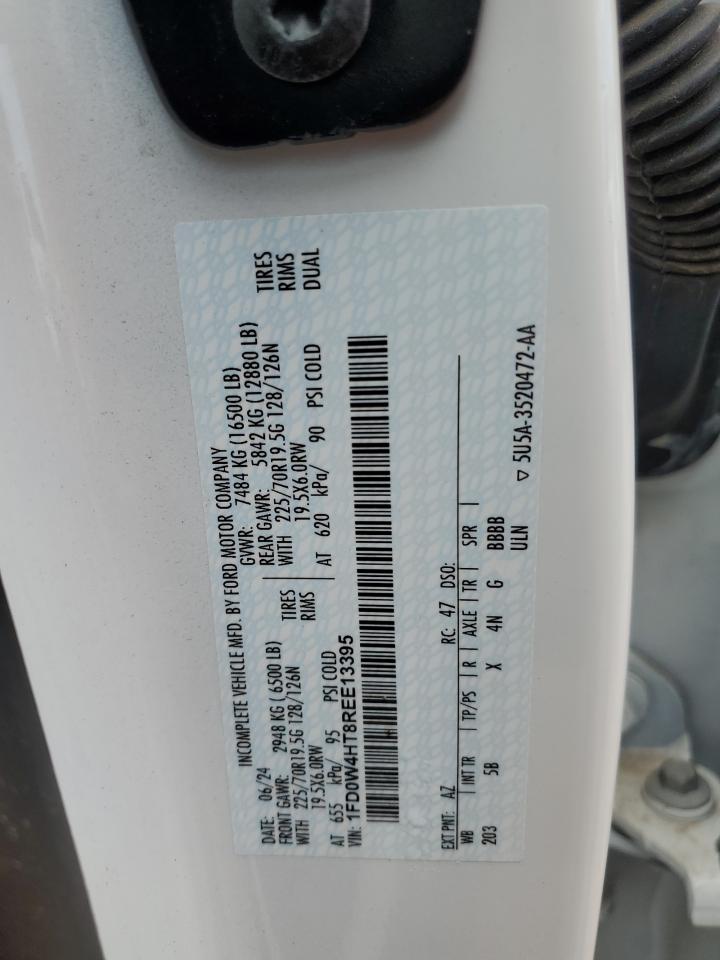 INCOMPLETE VEHICLE MFD. BY FORD MOTOR COMPANY
DATE: 06/24 GVWR: 7484 KG (16500 LB)
FRONT GAWR: 2948 KG ( 6500 LB) REAR GAWR: 5842 KG (12880 LB)
WITH 225/70R19.5G 128/126N TIRES WITH 225/70R19.5G 128/126N TIRES
19.5X6.0RW RIMS 19.5X6.0RW RIMS
AT 655 kPa/ 95 PSI COLD AT 620 kPa/ 90 PSI COLD DUAL
VIN: 1FD0W4HT8REE13395
EXT PNT: AZ RC: 47 DSO:
WB INT TR TP/PS R AXLE TR SPR
203 5B X 4N G BBBB
ULN
▽ 5U5A-3520472-AA